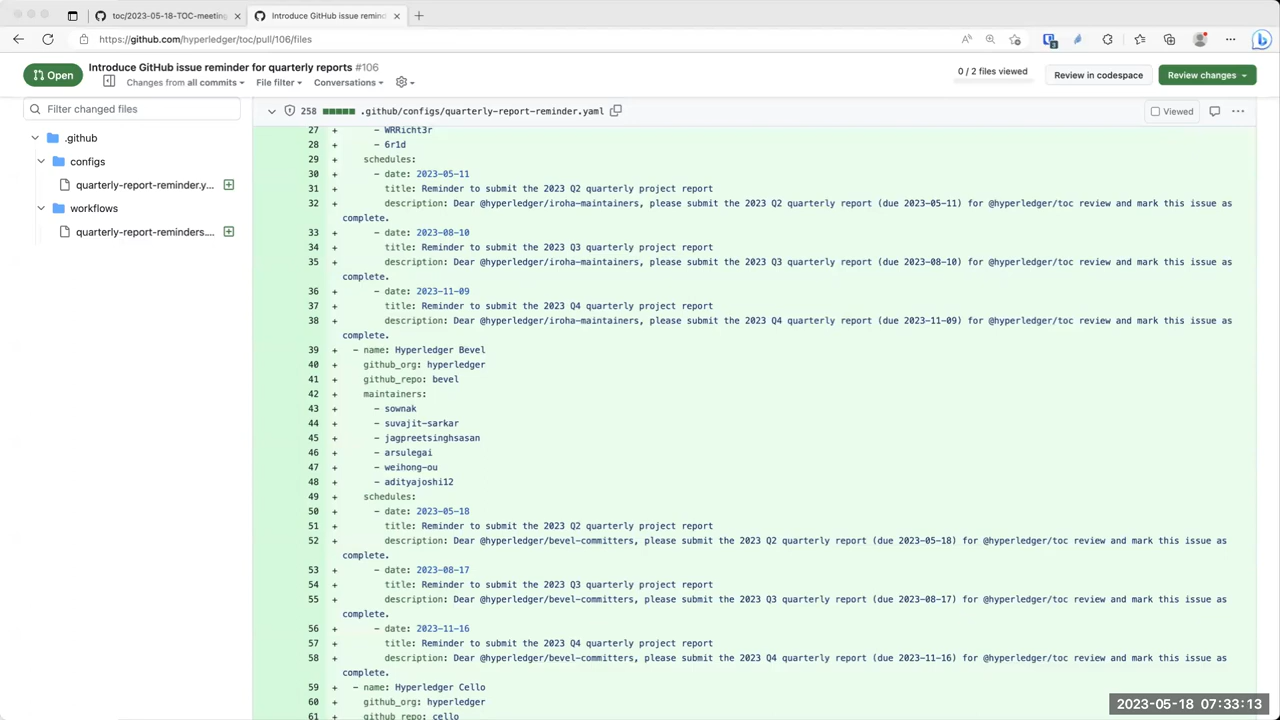 toc/2023-05-18-TOC-meeting
Introduce GitHub issue remind
https://github.com/hyperledger/toc/pull/106/files
Open
Introduce GitHub issue reminder for quarterly reports #106
Changes from all commits
File filter
Conversations
0 / 2 files viewed
Review in codespace
Review changes
Filter changed files
.github
configs
quarterly-report-reminder.y...
workflows
quarterly-report-reminders....
258 .github/configs/quarterly-report-reminder.yaml
Viewed
27 + - WRRicht3r
28 + - 6r1d
29 + schedules:
30 + - date: 2023-05-11
31 + title: Reminder to submit the 2023 Q2 quarterly project report
32 + description: Dear @hyperledger/iroha-maintainers, please submit the 2023 Q2 quarterly report (due 2023-05-11) for @hyperledger/toc review and mark this issue as
complete.
33 + - date: 2023-08-10
34 + title: Reminder to submit the 2023 Q3 quarterly project report
35 + description: Dear @hyperledger/iroha-maintainers, please submit the 2023 Q3 quarterly report (due 2023-08-10) for @hyperledger/toc review and mark this issue as
complete.
36 + - date: 2023-11-09
37 + title: Reminder to submit the 2023 Q4 quarterly project report
38 + description: Dear @hyperledger/iroha-maintainers, please submit the 2023 Q4 quarterly report (due 2023-11-09) for @hyperledger/toc review and mark this issue as
complete.
39 + - name: Hyperledger Bevel
40 + github_org: hyperledger
41 + github_repo: bevel
42 + maintainers:
43 + - sownak
44 + - suvajit-sarkar
45 + - jagpreetsinghsasan
46 + - arsulegai
47 + - weihong-ou
48 + - adityajoshi12
49 + schedules:
50 + - date: 2023-05-18
51 + title: Reminder to submit the 2023 Q2 quarterly project report
52 + description: Dear @hyperledger/bevel-committers, please submit the 2023 Q2 quarterly report (due 2023-05-18) for @hyperledger/toc review and mark this issue as
complete.
53 + - date: 2023-08-17
54 + title: Reminder to submit the 2023 Q3 quarterly project report
55 + description: Dear @hyperledger/bevel-committers, please submit the 2023 Q3 quarterly report (due 2023-08-17) for @hyperledger/toc review and mark this issue as
complete.
56 + - date: 2023-11-16
57 + title: Reminder to submit the 2023 Q4 quarterly project report
58 + description: Dear @hyperledger/bevel-committers, please submit the 2023 Q4 quarterly report (due 2023-11-16) for @hyperledger/toc review and mark this issue as
complete.
59 + - name: Hyperledger Cello
60 + github_org: hyperledger
61 github_repo: cello
2023-05-18 07:33:13